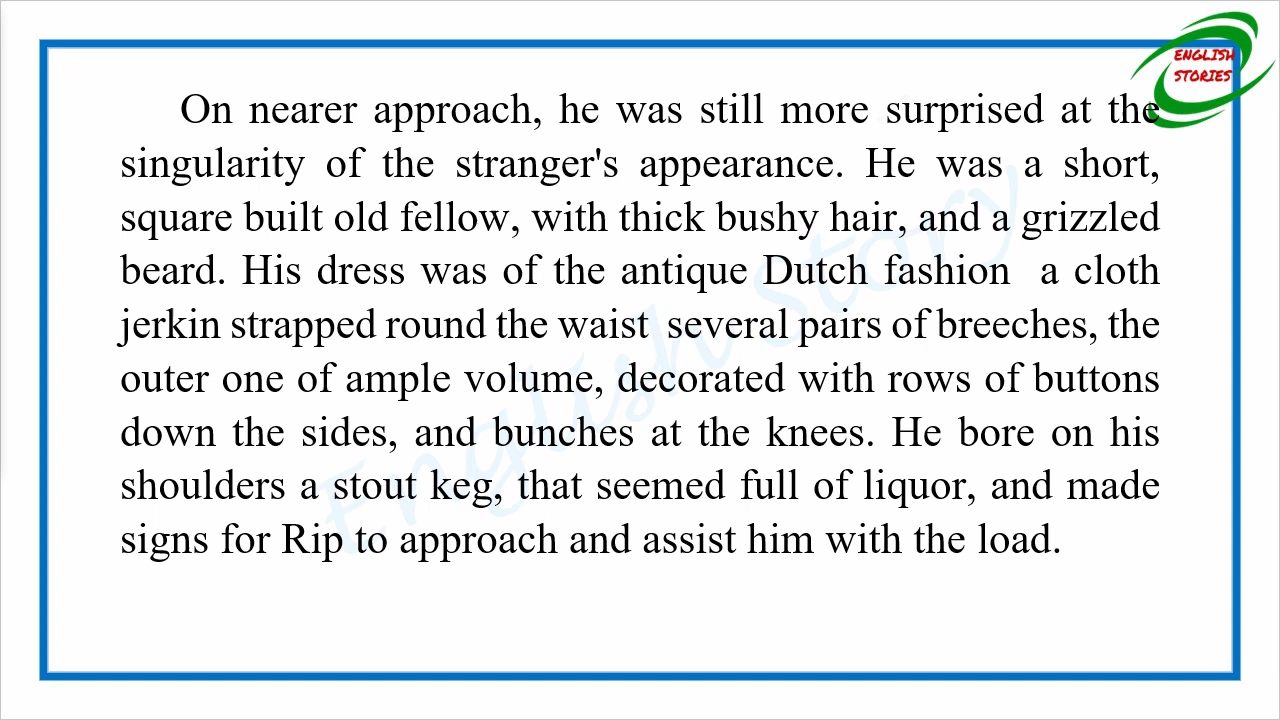 ENGLISH
STORIES
On nearer approach, he was still more surprised at the
singularity of the stranger's appearance. He was a short,
square built old fellow, with thick bushy hair, and a grizzled
beard. His dress was of the antique Dutch fashion  a cloth
jerkin strapped round the waist  several pairs of breeches, the
outer one of ample volume, decorated with rows of buttons
down the sides, and bunches at the knees. He bore on his
shoulders a stout keg, that seemed full of liquor, and made
signs for Rip to approach and assist him with the load.
English Story